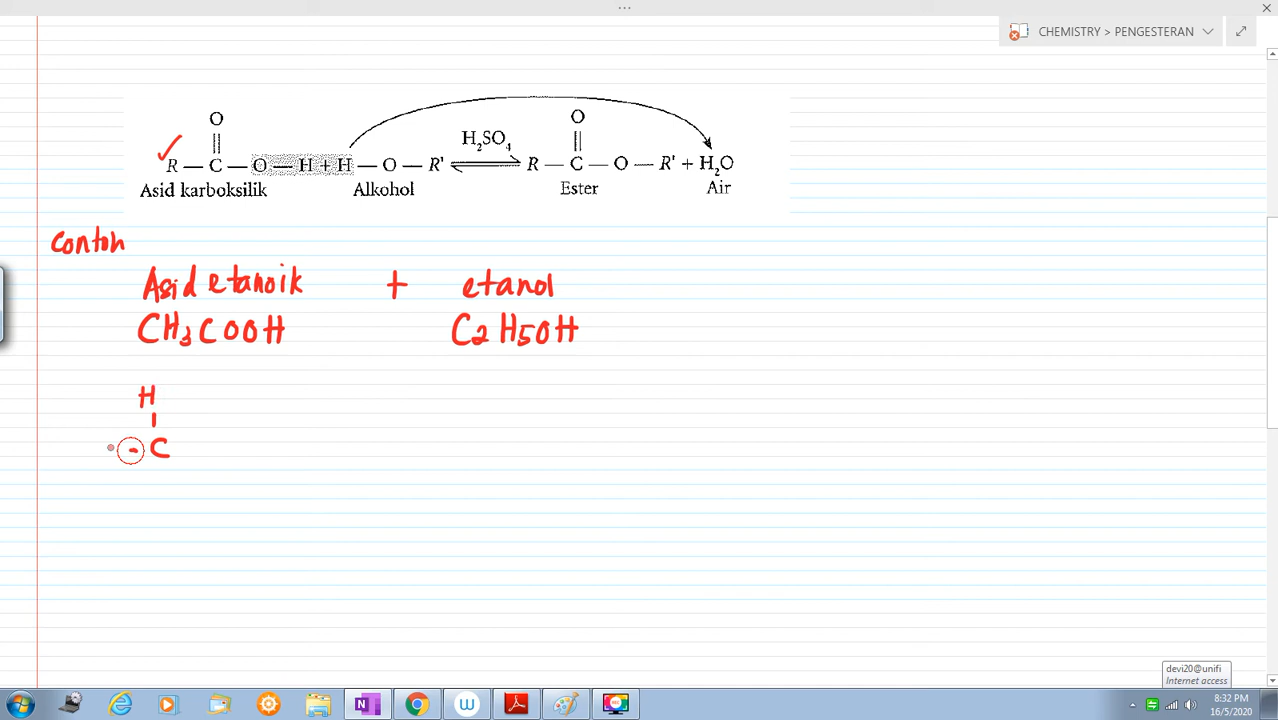 CHEMISTRY > PENGESTERAN
O
O
H₂SO₄
R — C — O — H + H — O — R' ⇌ R — C — O — R' + H₂O
Asid karboksilik Alkohol Ester Air
Contoh
Asid etanoik + etanol
CH3COOH C2H5OH
H
- C
devi20@unifi
Internet access
8:32 PM
16/5/2020